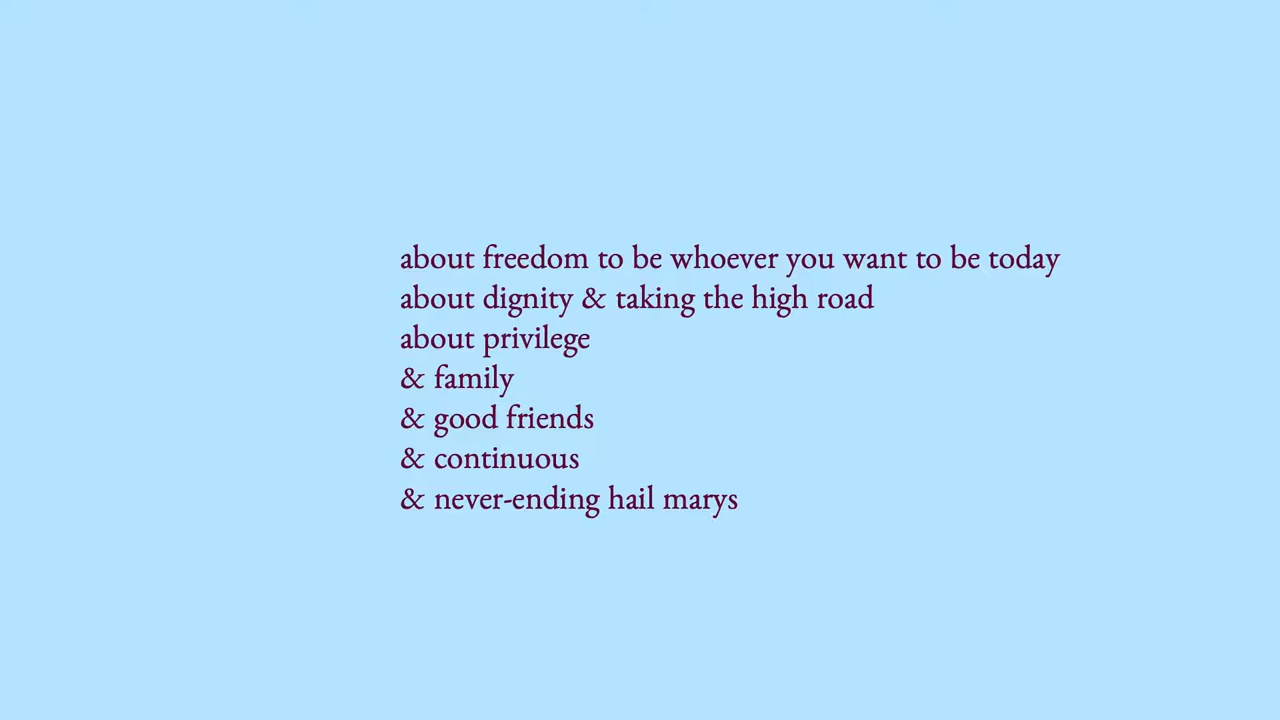 about freedom to be whoever you want to be today
about dignity & taking the high road
about privilege
& family
& good friends
& continuous
& never-ending hail marys